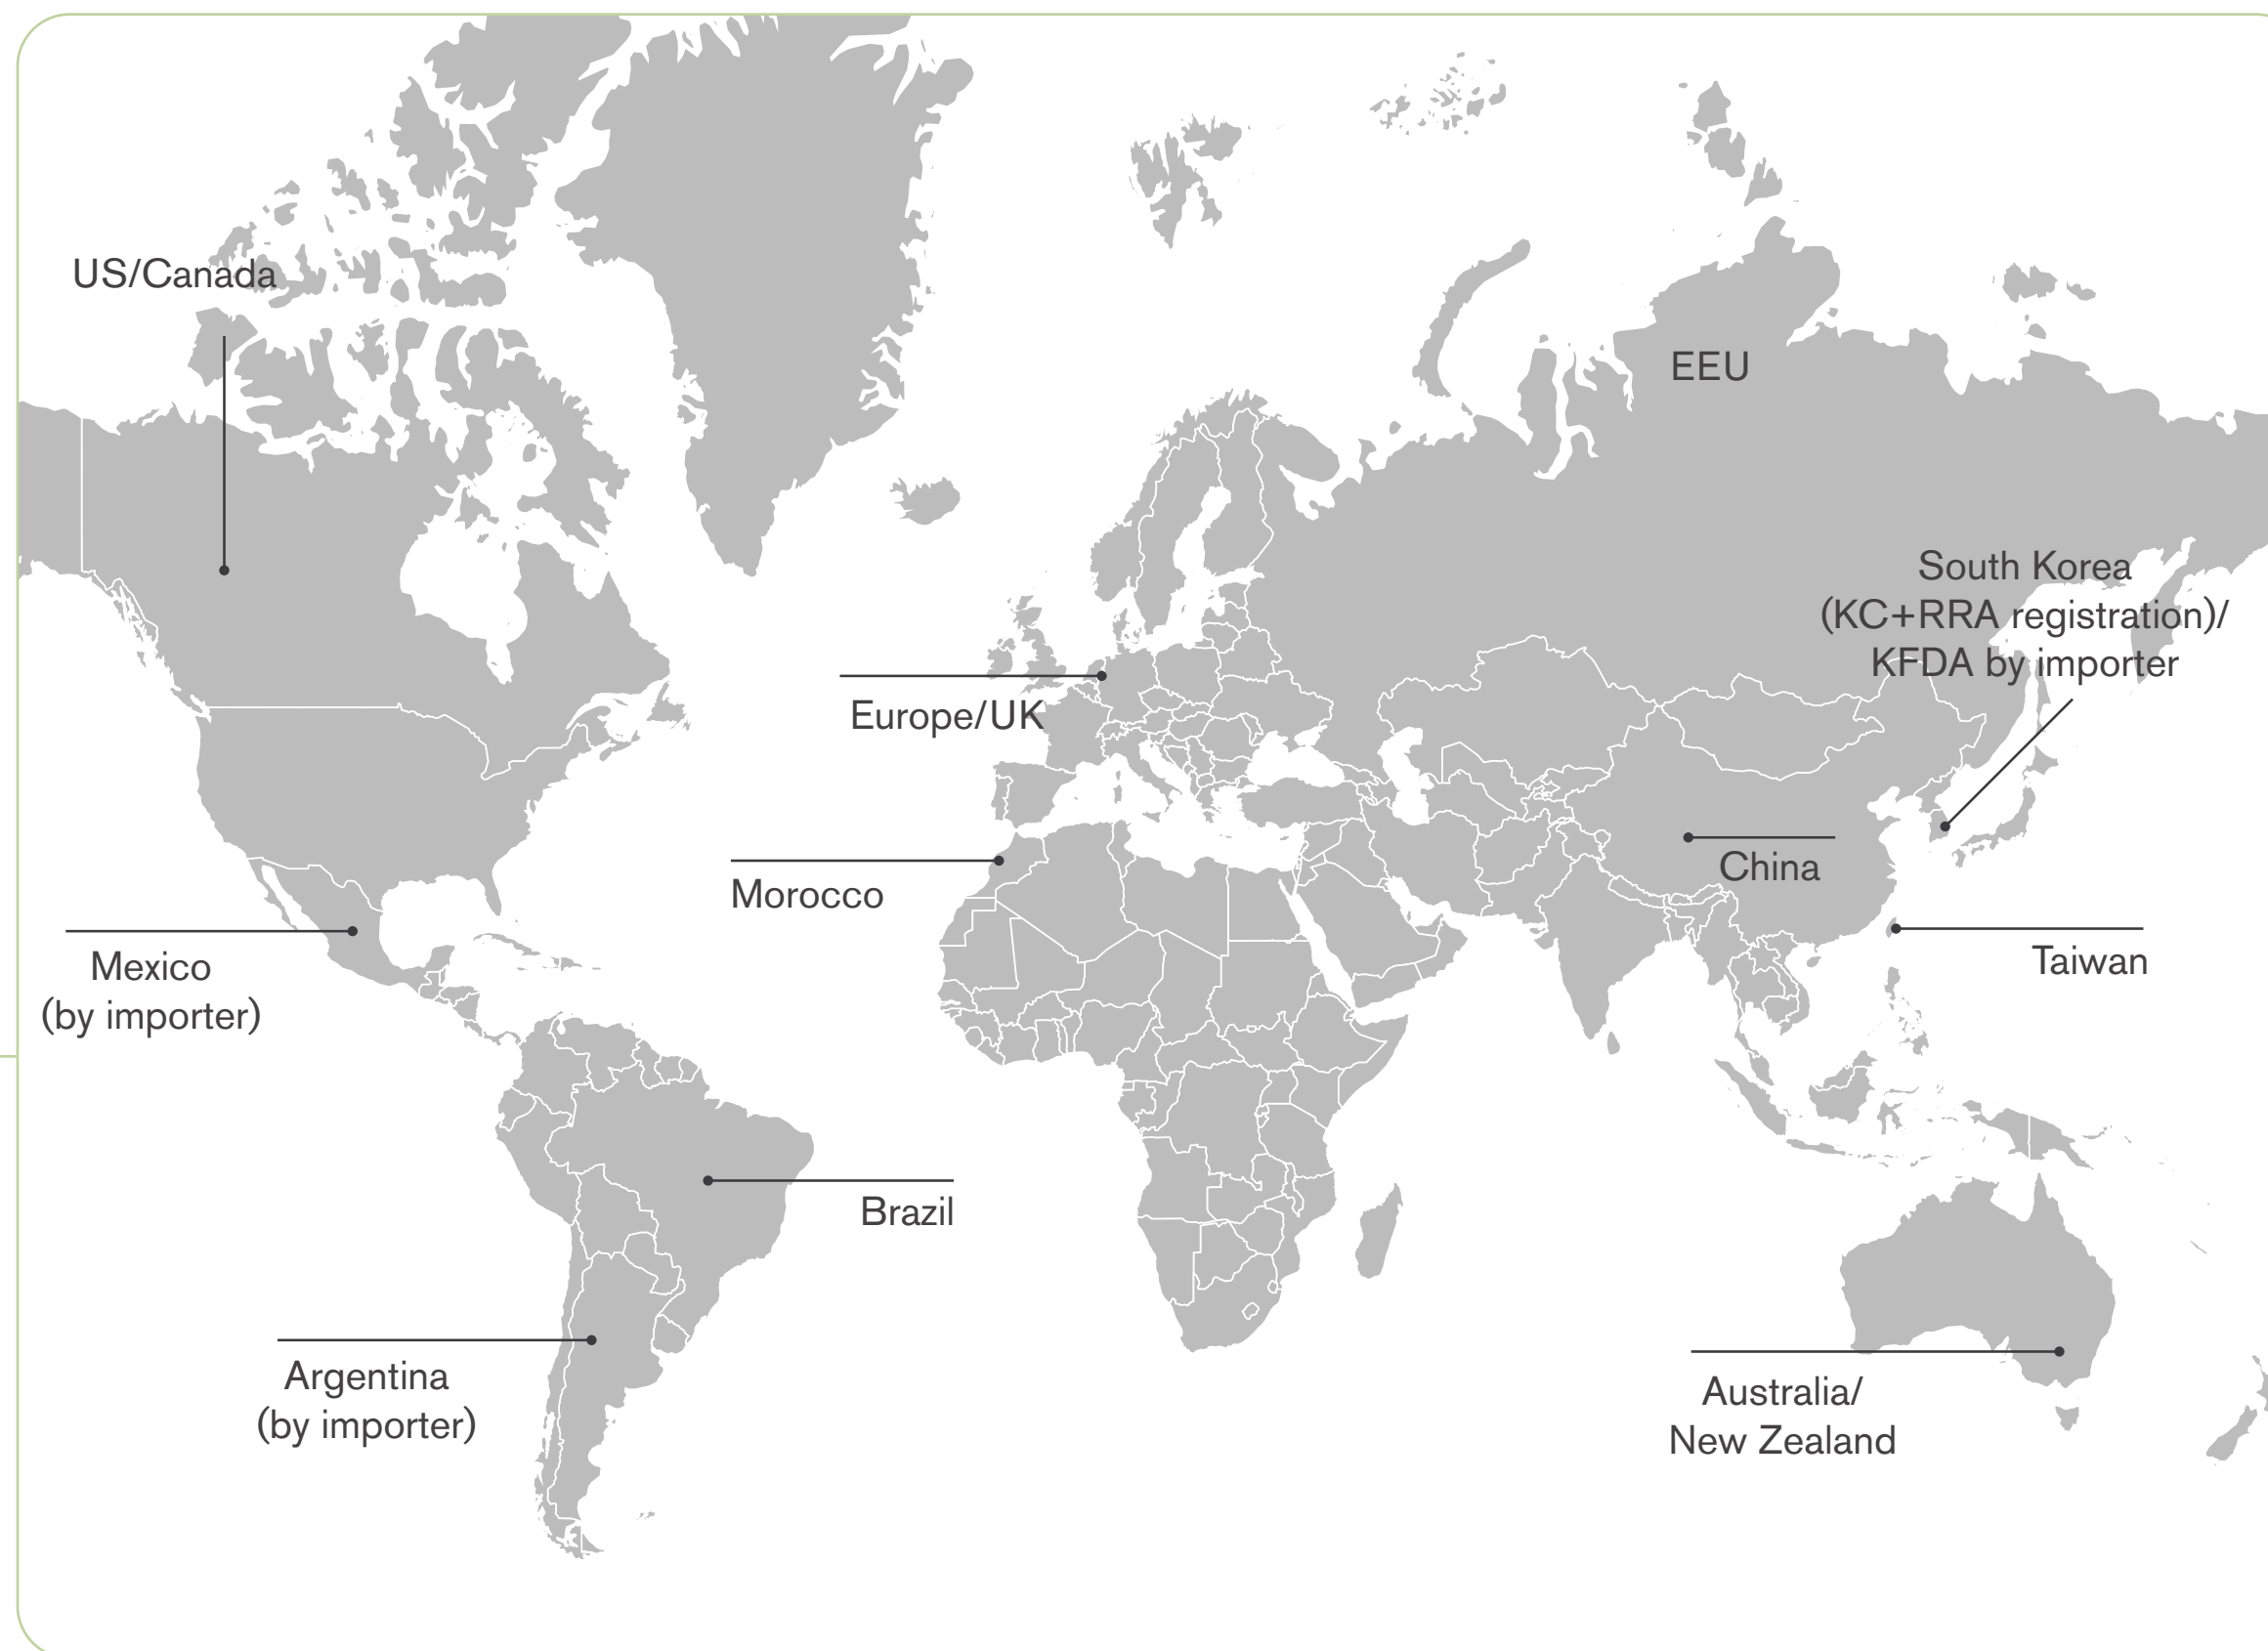 US/Canada
EEU
South Korea
(KC+RRA registration)/
KFDA by importer
Europe/UK
China
Morocco
Taiwan
Mexico
(by importer)
Brazil
Argentina
(by importer)
Australia/
New Zealand